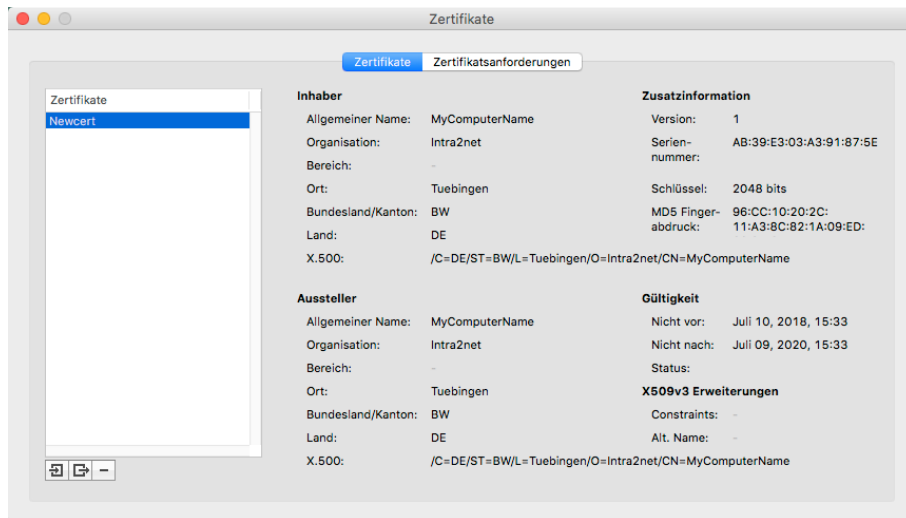 Zertifikate
Zertifikate Zertifikatsanforderungen
Zertifikate
Newcert
Inhaber
Allgemeiner Name: MyComputerName
Organisation: Intra2net
Bereich: -
Ort: Tuebingen
Bundesland/Kanton: BW
Land: DE
X.500: /C=DE/ST=BW/L=Tuebingen/O=Intra2net/CN=MyComputerName
Zusatzinformation
Version: 1
Serien-
nummer: AB:39:E3:03:A3:91:87:5E
Schlüssel: 2048 bits
MD5 Finger- 96:CC:10:20:2C:
abdruck: 11:A3:8C:82:1A:09:ED:
Aussteller
Allgemeiner Name: MyComputerName
Organisation: Intra2net
Bereich: -
Ort: Tuebingen
Bundesland/Kanton: BW
Land: DE
X.500: /C=DE/ST=BW/L=Tuebingen/O=Intra2net/CN=MyComputerName
Gültigkeit
Nicht vor: Juli 10, 2018, 15:33
Nicht nach: Juli 09, 2020, 15:33
Status:
X509v3 Erweiterungen
Constraints: -
Alt. Name: -